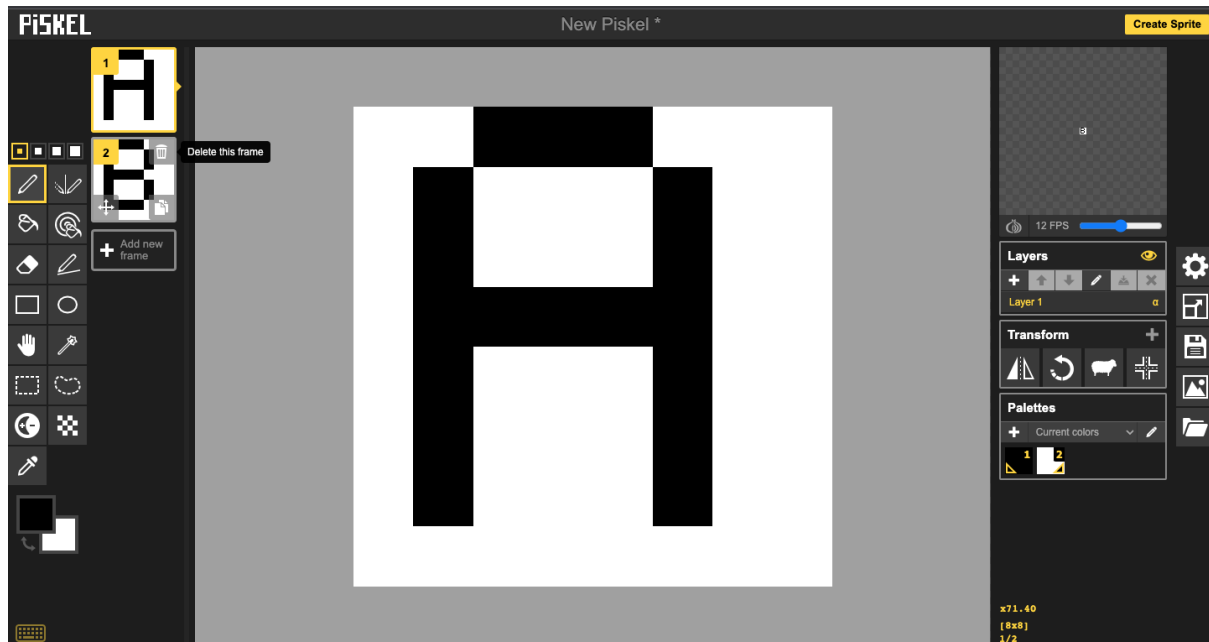 PiSKEL
New Piskel *
Create Sprite
1
2
Delete this frame
Add new
frame
A
12 FPS
Layers
Layer 1
α
Transform
Palettes
Current colors
1
2
x71.40
[8x8]
1/2